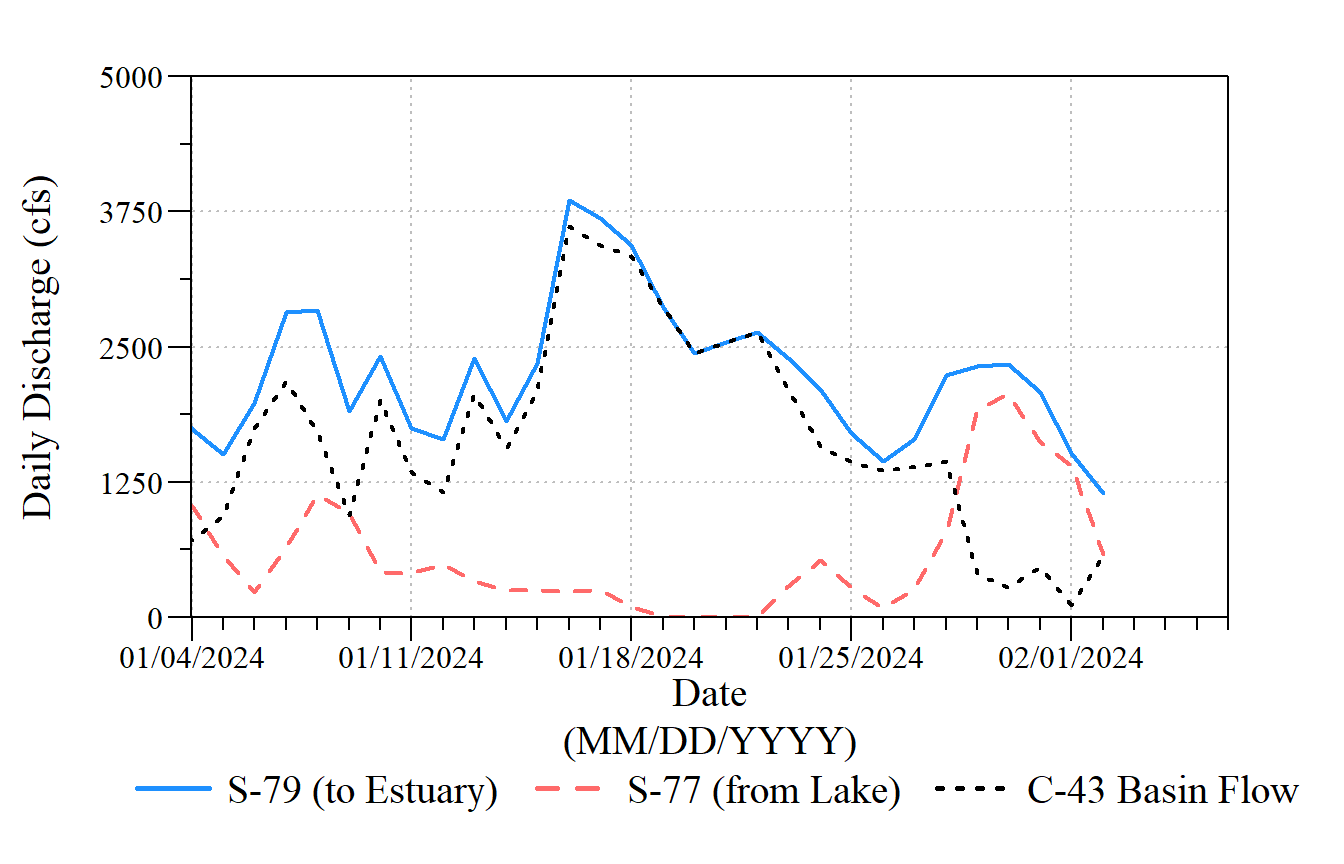 Daily Discharge (cfs)
5000
3750
2500
1250
0
01/04/2024 01/11/2024 01/18/2024 01/25/2024 02/01/2024
Date
(MM/DD/YYYY)
S-79 (to Estuary) S-77 (from Lake) C-43 Basin Flow